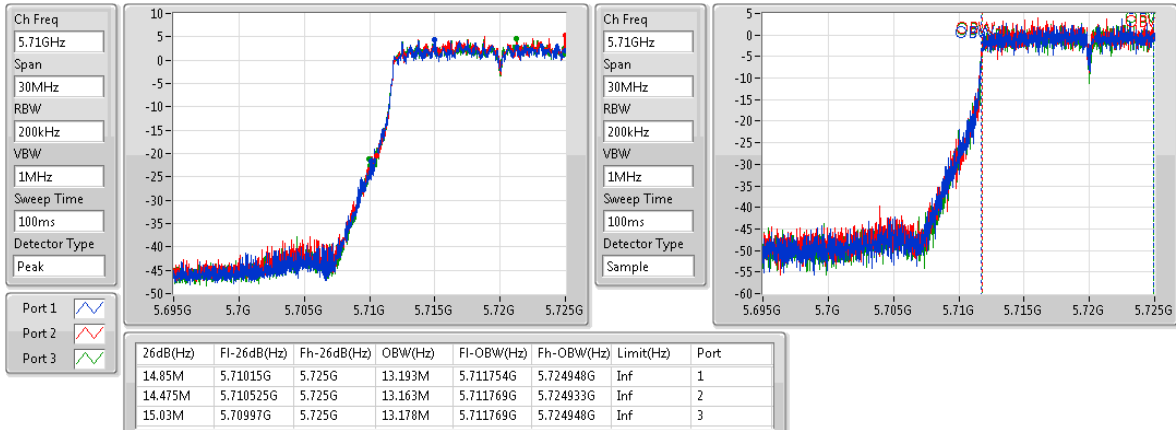 Ch Freq
5.71GHz
Span
30MHz
RBW
200kHz
VBW
1MHz
Sweep Time
100ms
Detector Type
Peak
10
5
0
-5
-10
-15
-20
-25
-30
-35
-40
-45
-50
5.695G 5.7G 5.705G 5.71G 5.715G 5.72G 5.725G
Ch Freq
5.71GHz
Span
30MHz
RBW
200kHz
VBW
1MHz
Sweep Time
100ms
Detector Type
Sample
5
0
-5
-10
-15
-20
-25
-30
-35
-40
-45
-50
-55
-60
OBW
5.695G 5.7G 5.705G 5.71G 5.715G 5.72G 5.725G
Port 1
Port 2
Port 3
26dB(Hz) Fl-26dB(Hz) Fh-26dB(Hz) OBW(Hz) Fl-OBW(Hz) Fh-OBW(Hz) Limit(Hz) Port
14.85M 5.71015G 5.725G 13.193M 5.711754G 5.724948G Inf 1
14.475M 5.710525G 5.725G 13.163M 5.711769G 5.724933G Inf 2
15.03M 5.70997G 5.725G 13.178M 5.711769G 5.724948G Inf 3